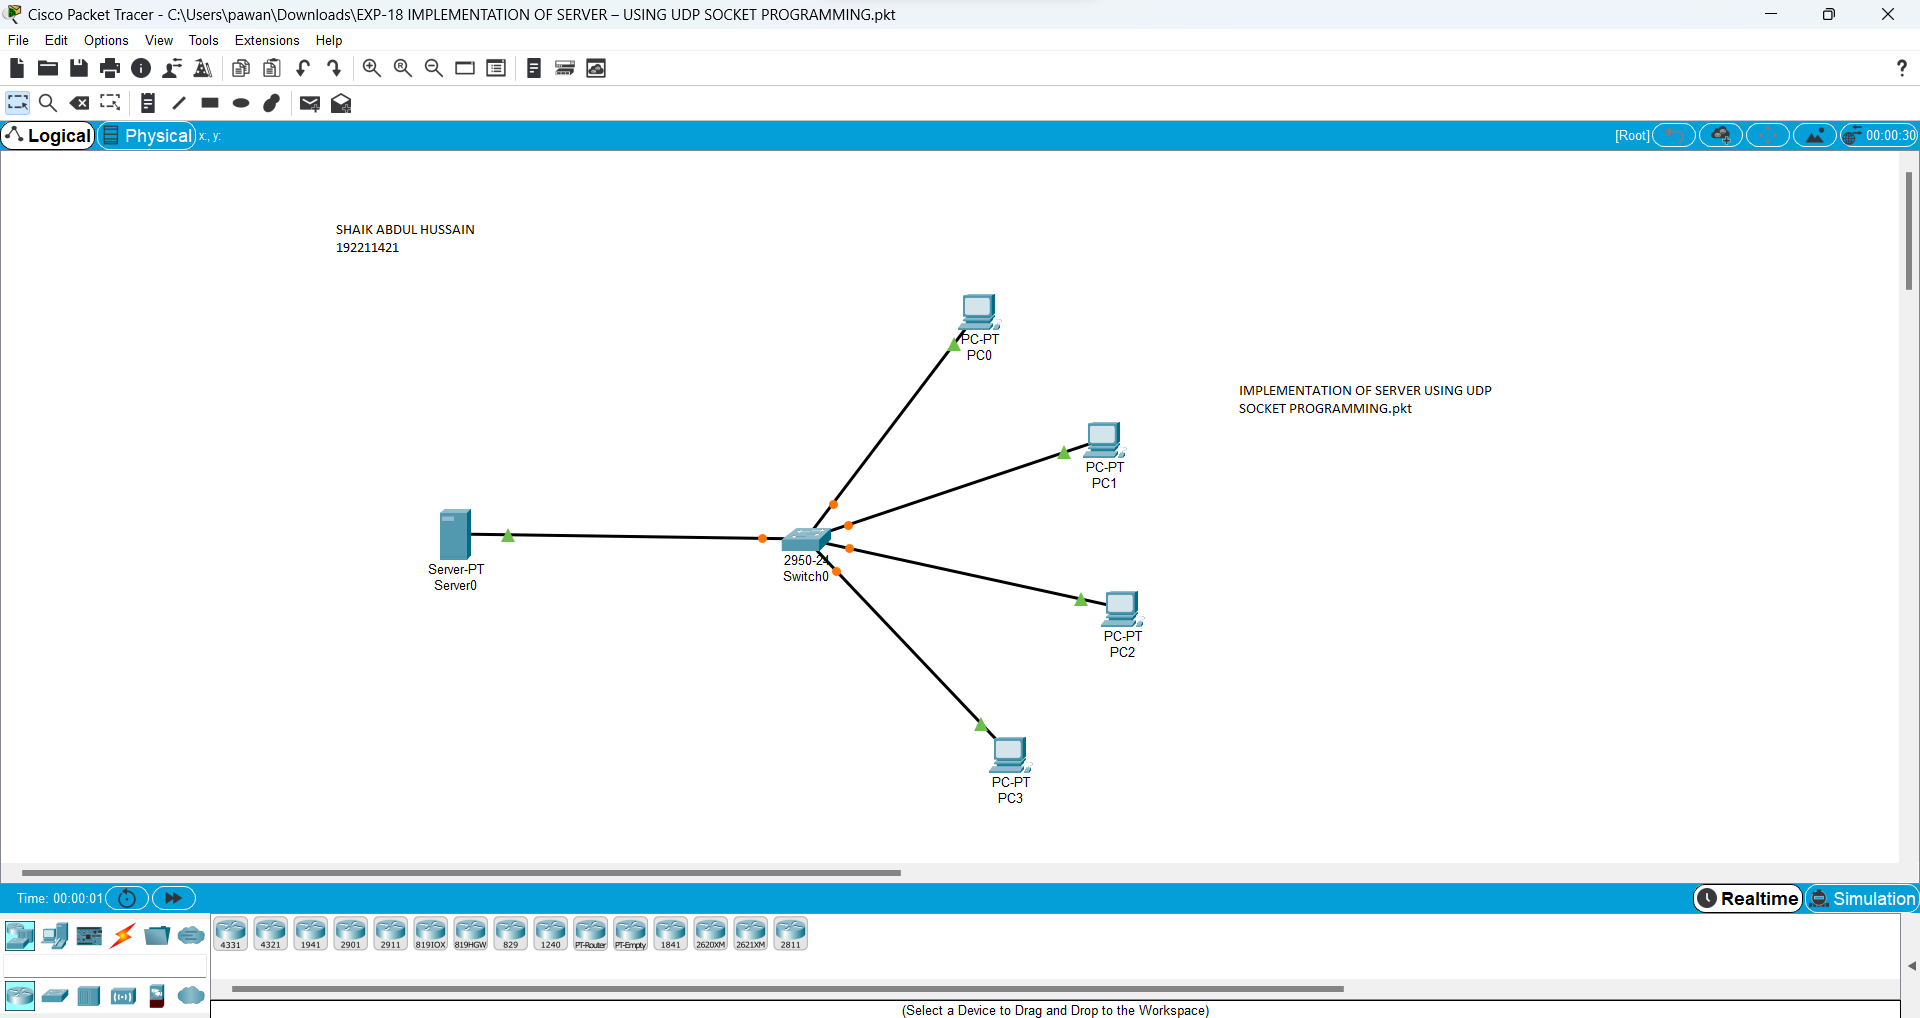 Cisco Packet Tracer - C:\Users\pawan\Downloads\EXP-18 IMPLEMENTATION OF SERVER – USING UDP SOCKET PROGRAMMING.pkt
File Edit Options View Tools Extensions Help
?
Logical Physical x:, y: [Root] 00:00:30
SHAIK ABDUL HUSSAIN
192211421
PC-PT
PC0
IMPLEMENTATION OF SERVER USING UDP
SOCKET PROGRAMMING.pkt
PC-PT
PC1
Server-PT
Server0
2950-24
Switch0
PC-PT
PC2
PC-PT
PC3
Time: 00:00:01 Realtime Simulation
4331 4321 1941 2901 2911 819IOX 819HGW 829 1240 PT-Router PT-Empty 1841 2620XM 2621XM 2811
(Select a Device to Drag and Drop to the Workspace)